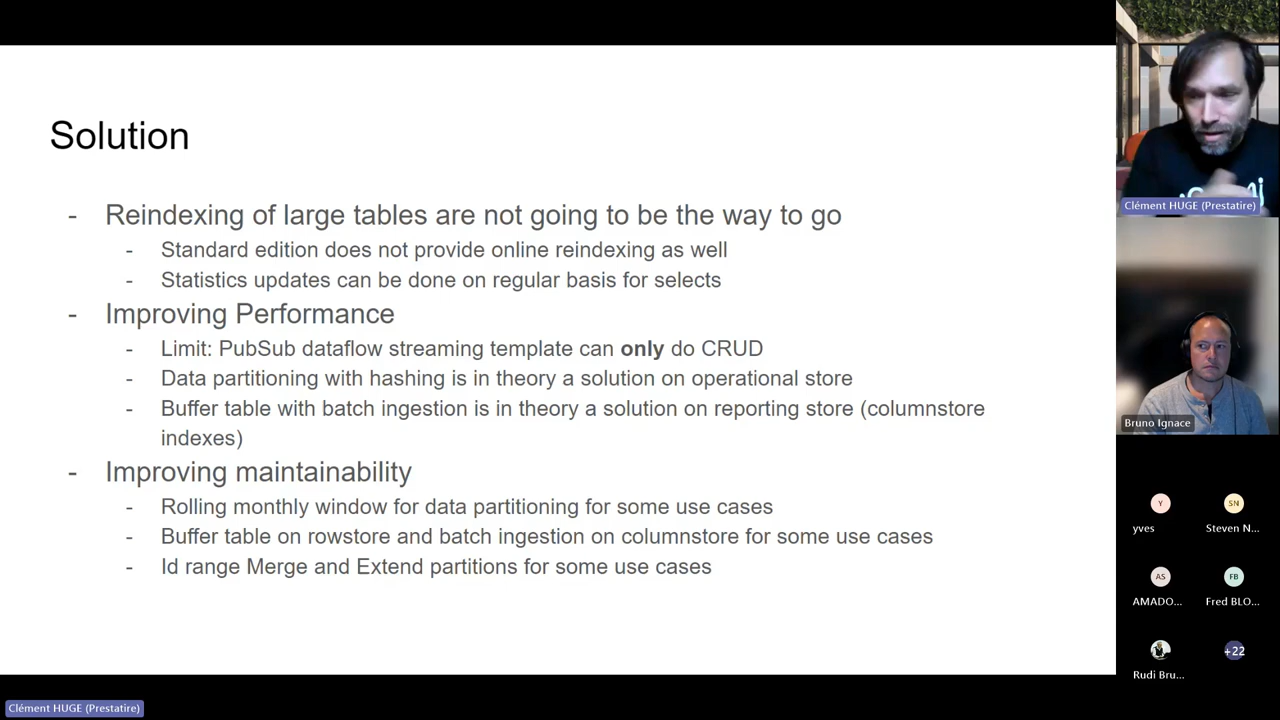 Solution
- Reindexing of large tables are not going to be the way to go
- Standard edition does not provide online reindexing as well
- Statistics updates can be done on regular basis for selects
- Improving Performance
- Limit: PubSub dataflow streaming template can only do CRUD
- Data partitioning with hashing is in theory a solution on operational store
- Buffer table with batch ingestion is in theory a solution on reporting store (columnstore
indexes)
- Improving maintainability
- Rolling monthly window for data partitioning for some use cases
- Buffer table on rowstore and batch ingestion on columnstore for some use cases
- Id range Merge and Extend partitions for some use cases
Clément HUGE (Prestatire)
Bruno Ignace
Y
SN
yves
Steven N...
AS
FB
AMADO...
Fred BLO...
+22
Rudi Bru...
Clément HUGE (Prestatire)